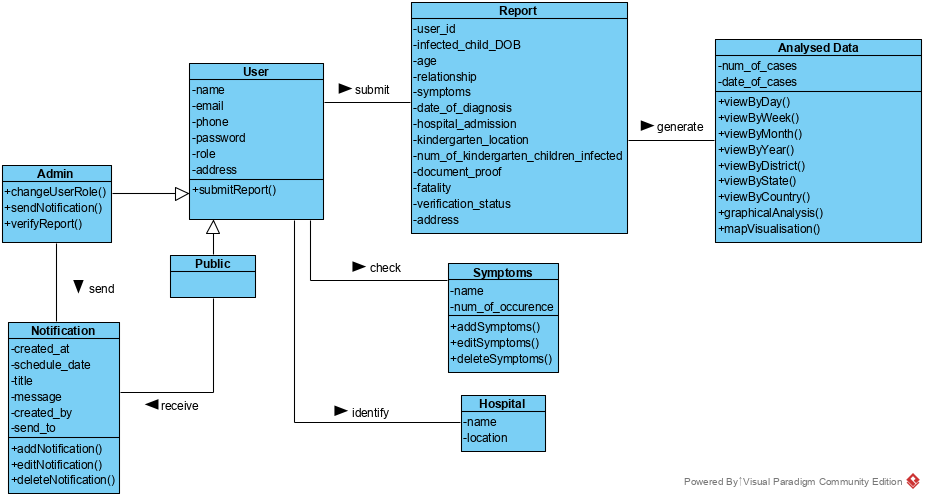 Report
-user_id
-infected_child_DOB
-age
-relationship
-symptoms
-date_of_diagnosis
-hospital_admission
-kindergarten_location
-num_of_kindergarten_children_infected
-document_proof
-fatality
-verification_status
-address
Analysed Data
-num_of_cases
-date_of_cases
+viewByDay()
+viewByWeek()
+viewByMonth()
+viewByYear()
+viewByDistrict()
+viewByState()
+viewByCountry()
+graphicalAnalysis()
+mapVisualisation()
User
-name
-email
-phone
-password
-role
-address
+submitReport()
submit
generate
Admin
+changeUserRole()
+sendNotification()
+verifyReport()
Public
check
send
Symptoms
-name
-num_of_occurence
+addSymptoms()
+editSymptoms()
+deleteSymptoms()
Notification
-created_at
-schedule_date
-title
-message
-created_by
-send_to
+addNotification()
+editNotification()
+deleteNotification()
receive
identify
Hospital
-name
-location
Powered By Visual Paradigm Community Edition